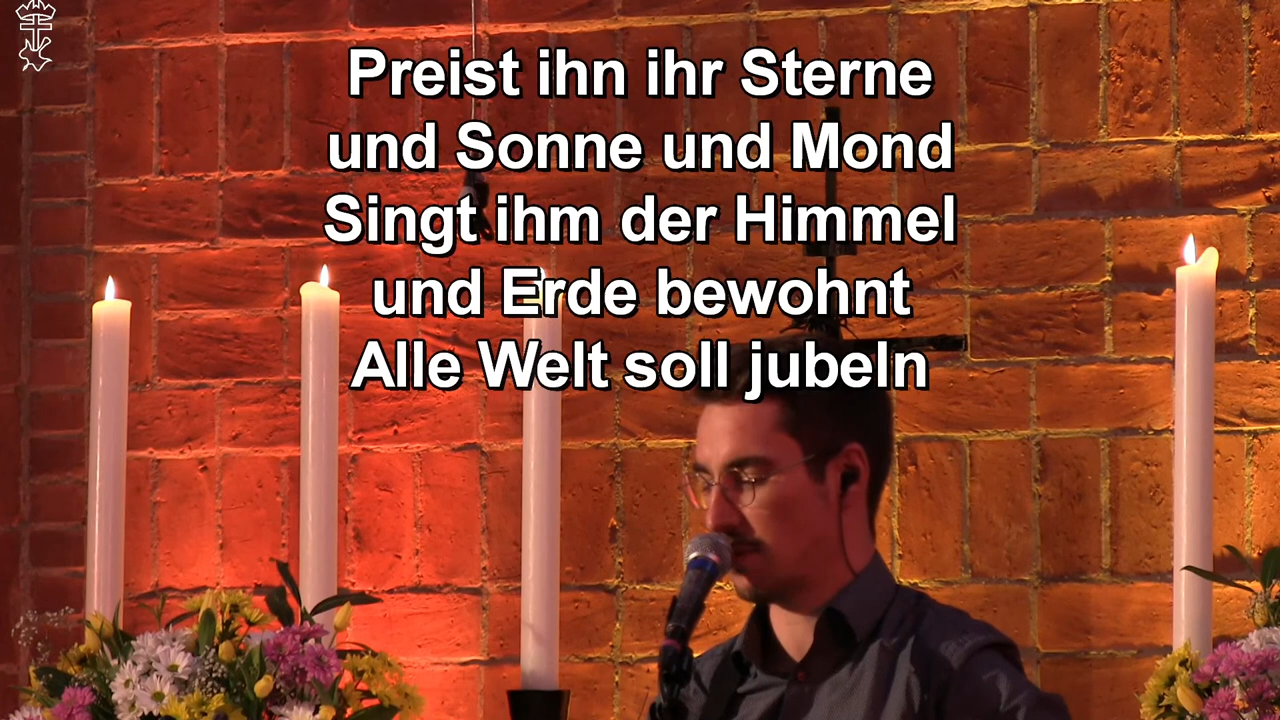 Preist ihn ihr Sterne
und Sonne und Mond
Singt ihm der Himmel
und Erde bewohnt
Alle Welt soll jubeln